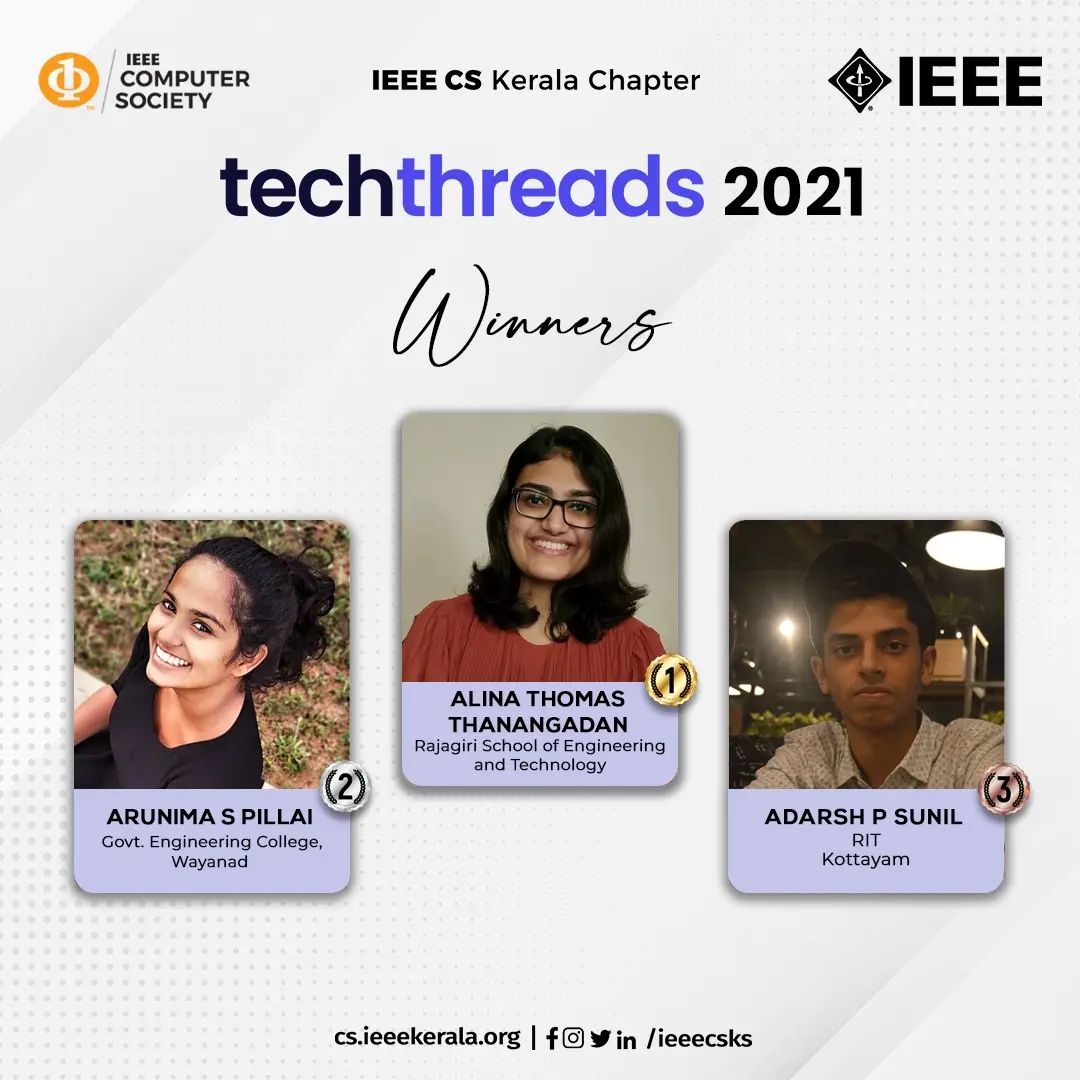 IEEE
COMPUTER
SOCIETY
TM
IEEE CS Kerala Chapter
IEEE
®
techthreads 2021
Winners
1
ALINA THOMAS
THANANGADAN
Rajagiri School of Engineering
and Technology
2
ARUNIMA S PILLAI
Govt. Engineering College,
Wayanad
3
ADARSH P SUNIL
RIT
Kottayam
cs.ieeekerala.org | /ieeecsks